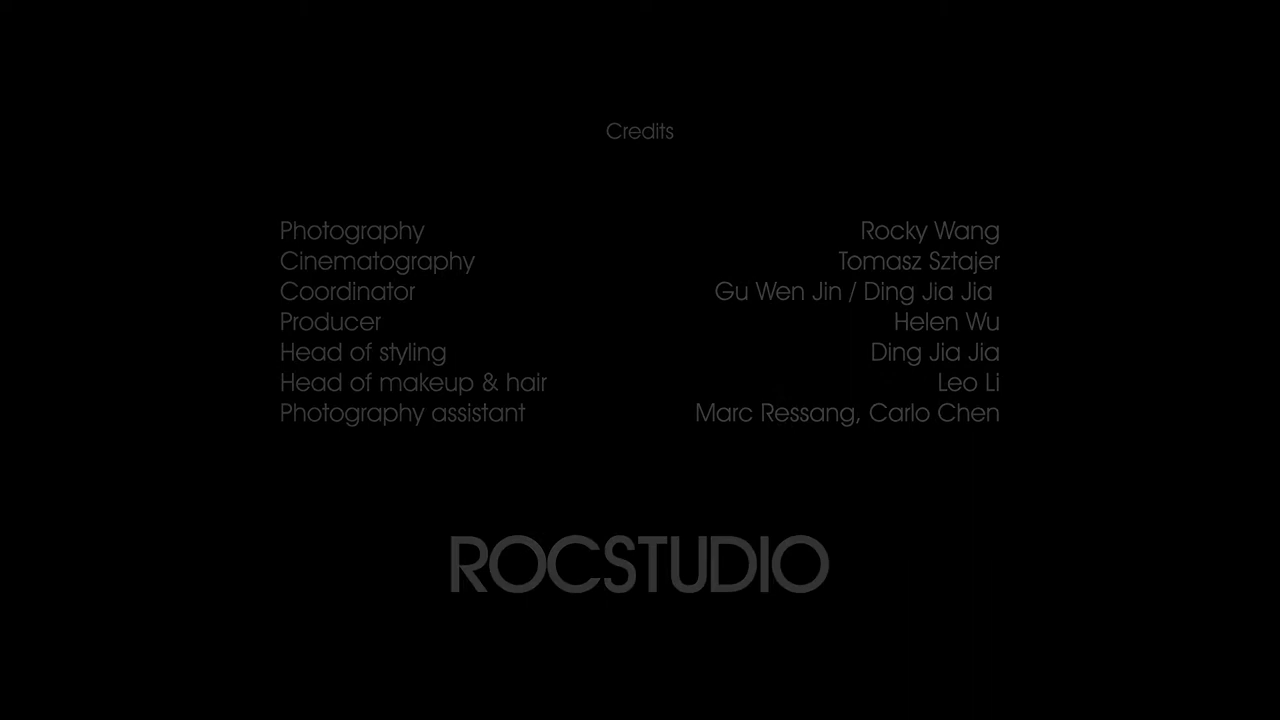 Credits
Photography Rocky Wang
Cinematography Tomasz Sztajer
Coordinator Gu Wen Jin / Ding Jia Jia
Producer Helen Wu
Head of styling Ding Jia Jia
Head of makeup & hair Leo Li
Photography assistant Marc Ressang, Carlo Chen
ROCSTUDIO